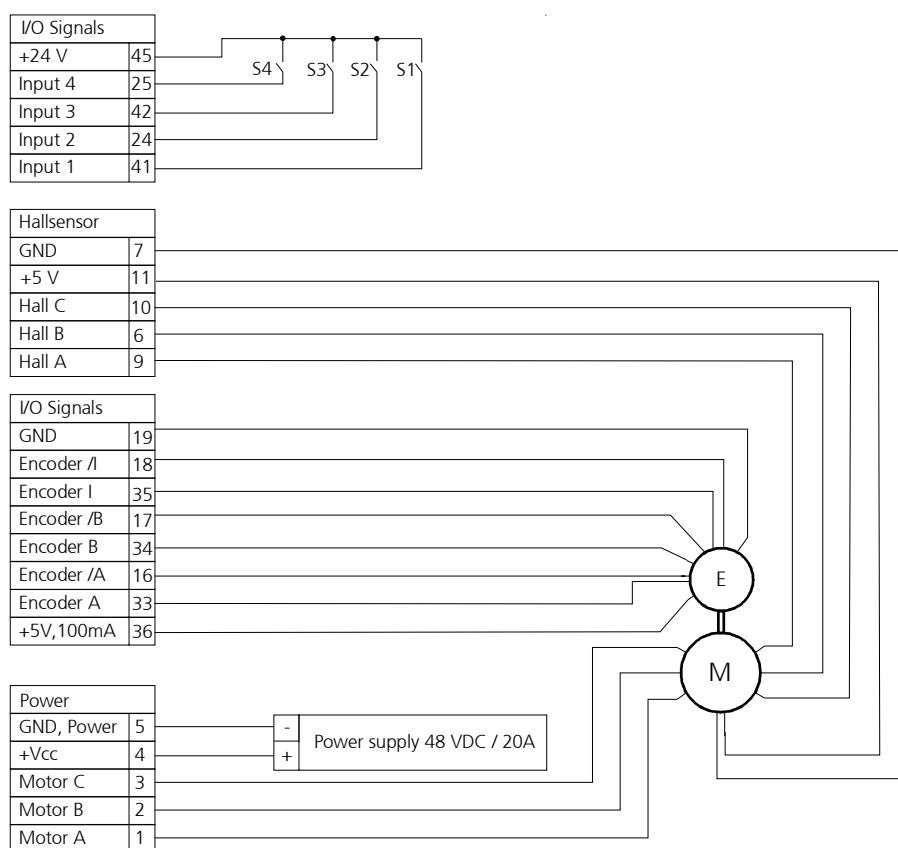 I/O Signals
+24 V 45
Input 4 25
Input 3 42
Input 2 24
Input 1 41
S4 S3 S2 S1
Hallsensor
GND 7
+5 V 11
Hall C 10
Hall B 6
Hall A 9
I/O Signals
GND 19
Encoder /I 18
Encoder I 35
Encoder /B 17
Encoder B 34
Encoder /A 16
Encoder A 33
+5V,100mA 36
E
M
Power
GND, Power 5
+Vcc 4
Motor C 3
Motor B 2
Motor A 1
-
+
Power supply 48 VDC / 20A